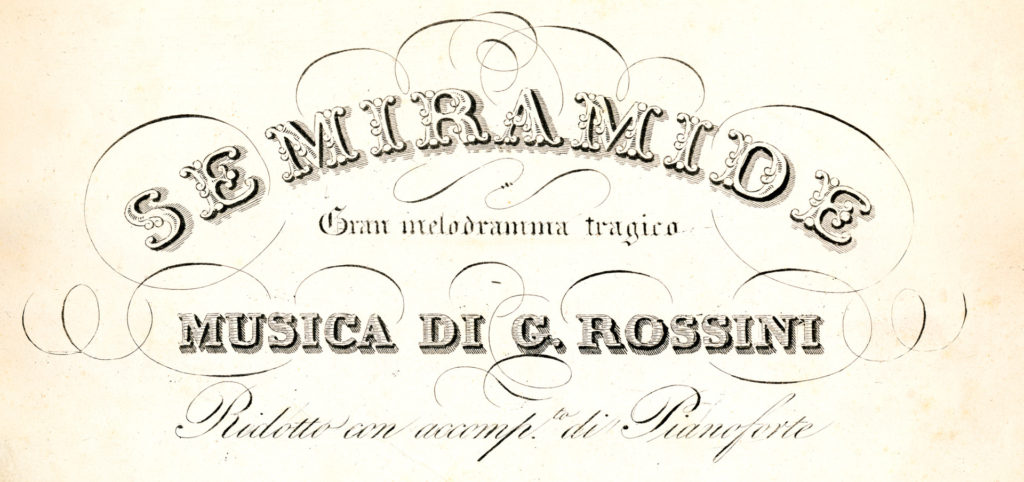 SEMIRAMIDE
Gran melodramma tragico
MUSICA DI G. ROSSINI
Ridotto con accomp.to di Pianoforte